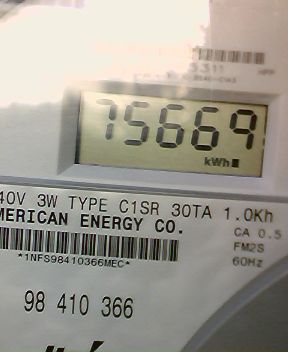 75669
kWh
40V 3W TYPE C1SR 30TA 1.0Kh
MERICAN ENERGY CO.
CA 0.5
FM2S
60Hz
*1NFS98410366MEC*
98 410 366